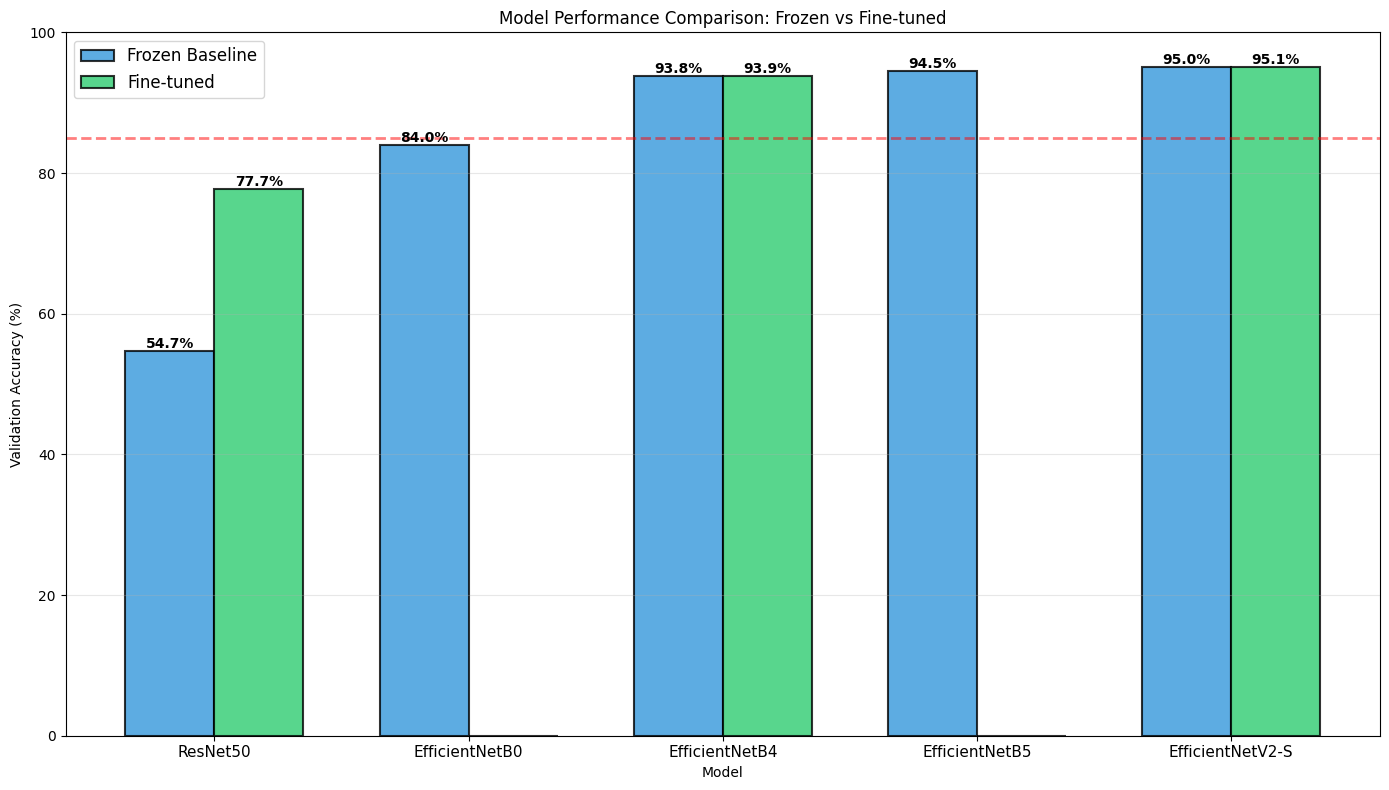 Model Performance Comparison: Frozen vs Fine-tuned
Frozen Baseline
Fine-tuned
Validation Accuracy (%)
100
80
60
40
20
0
54.7%
77.7%
84.0%
93.8%
93.9%
94.5%
95.0%
95.1%
ResNet50
EfficientNetB0
EfficientNetB4
EfficientNetB5
EfficientNetV2-S
Model